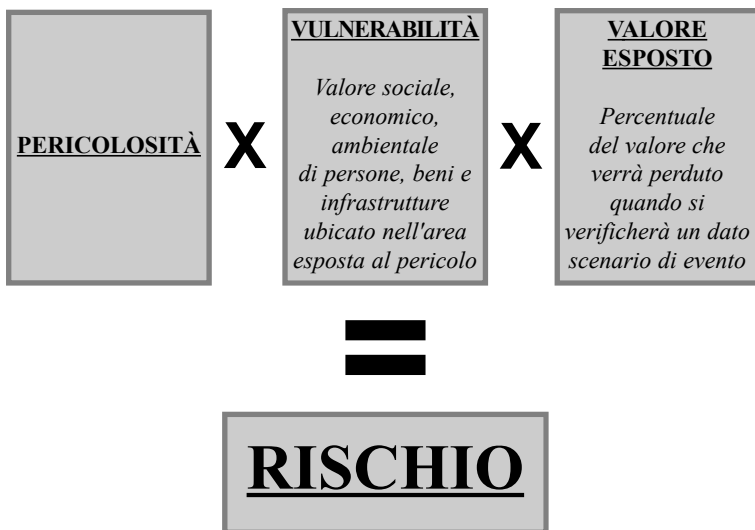 PERICOLOSITÀ
X
VULNERABILITÀ
Valore sociale,
economico,
ambientale
di persone, beni e
infrastrutture
ubicato nell'area
esposta al pericolo
X
VALORE
ESPOSTO
Percentuale
del valore che
verrà perduto
quando si
verificherà un dato
scenario di evento
=
RISCHIO